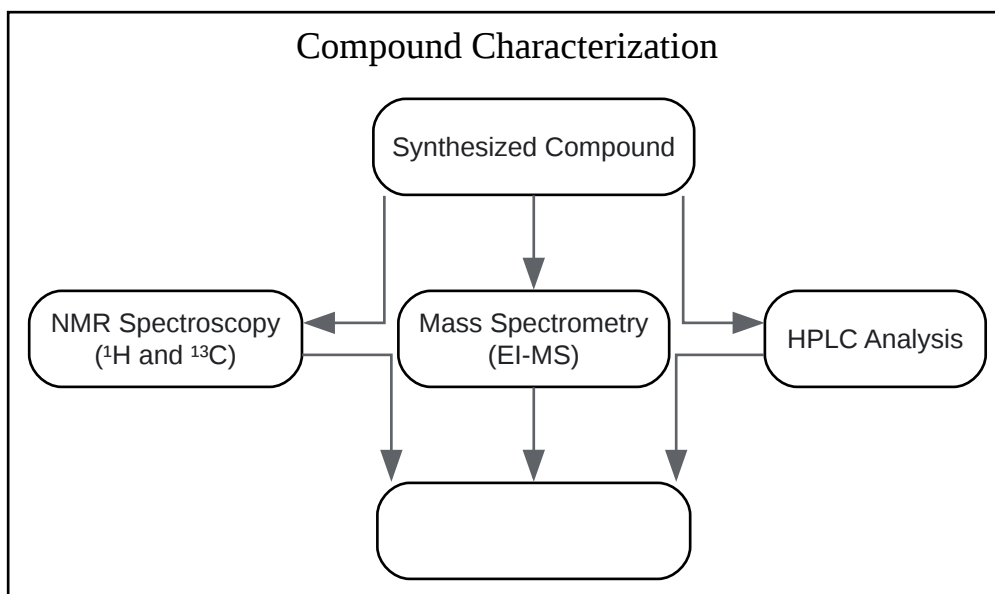 Compound Characterization
Synthesized Compound
NMR Spectroscopy
(¹H and ¹³C)
Mass Spectrometry
(EI-MS)
HPLC Analysis